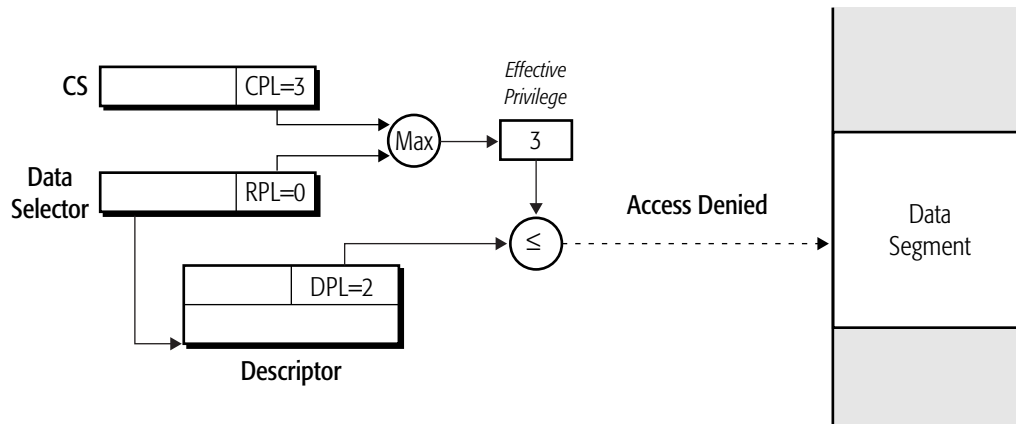 CS
CPL=3
Effective
Privilege
Max
3
Data
Selector
RPL=0
Access Denied
≤
Data
Segment
DPL=2
Descriptor